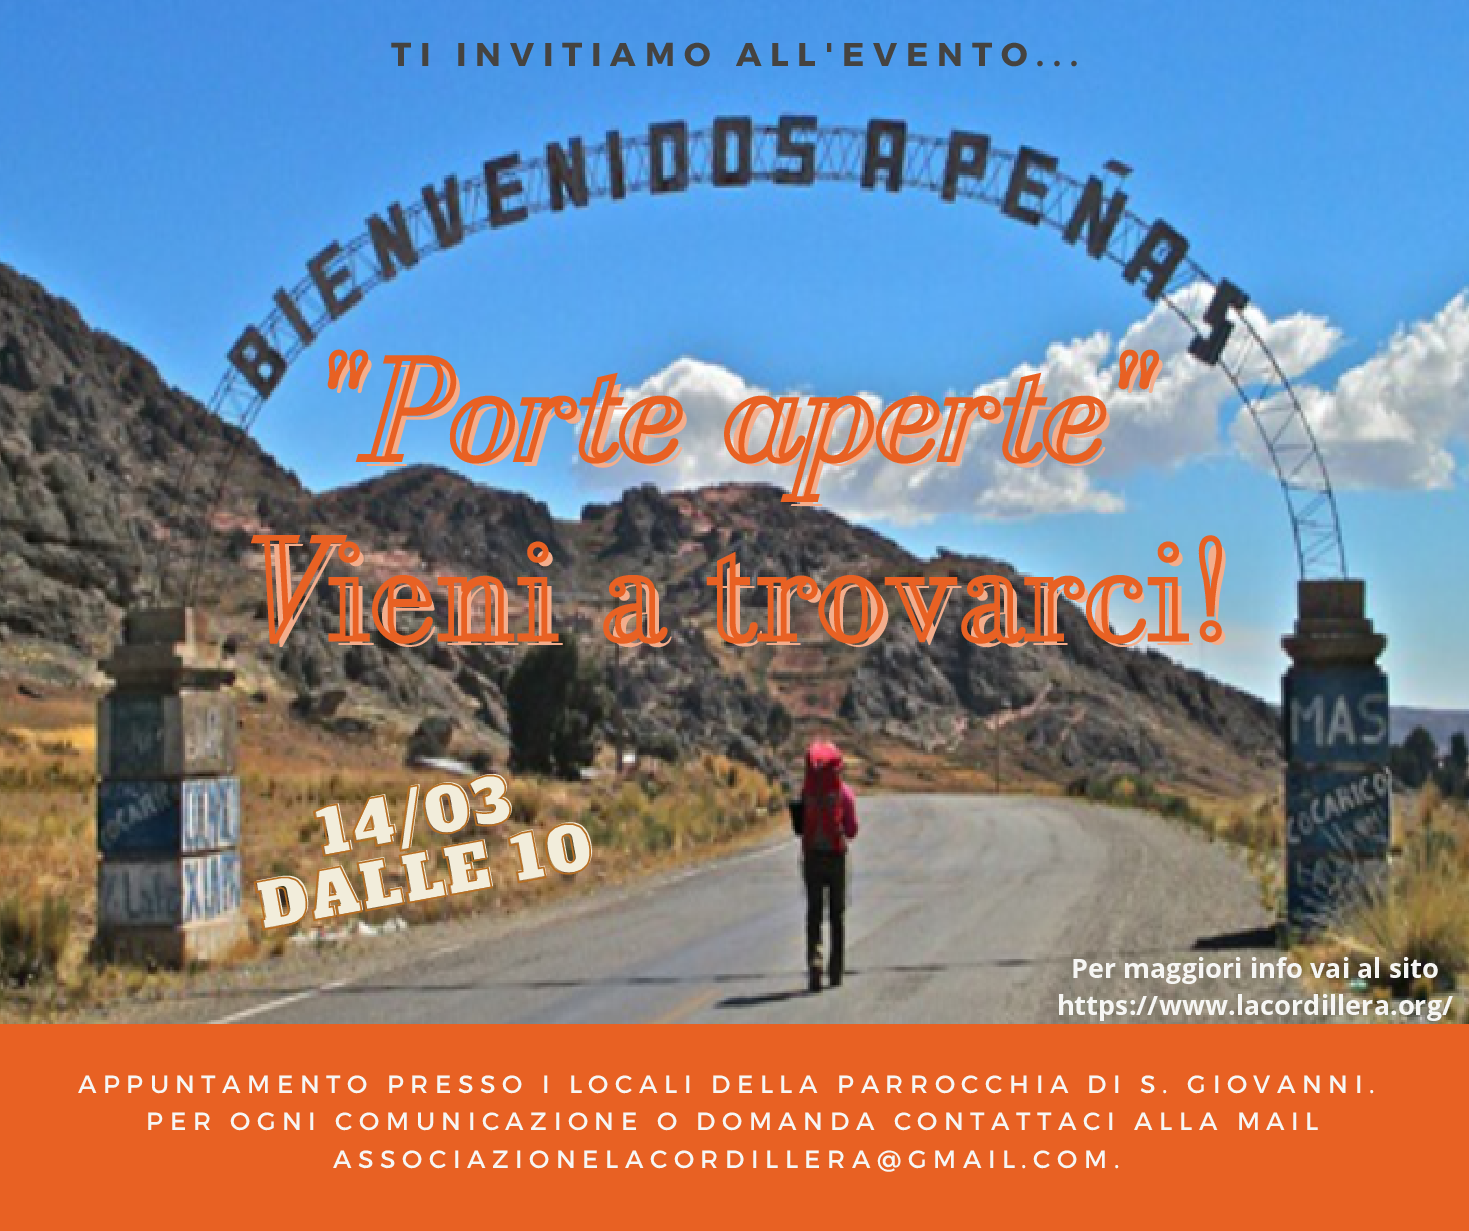 TI INVITIAMO ALL'EVENTO...
BIENVENIDOS A PEÑAS
"Porte aperte"
Vieni a trovarci!
MAS
COCARICO
14/03
DALLE 10
Per maggiori info vai al sito
https://www.lacordillera.org/
APPUNTAMENTO PRESSO I LOCALI DELLA PARROCCHIA DI S. GIOVANNI.
PER OGNI COMUNICAZIONE O DOMANDA CONTATTACI ALLA MAIL
ASSOCIAZIONELACORDILLERA@GMAIL.COM.